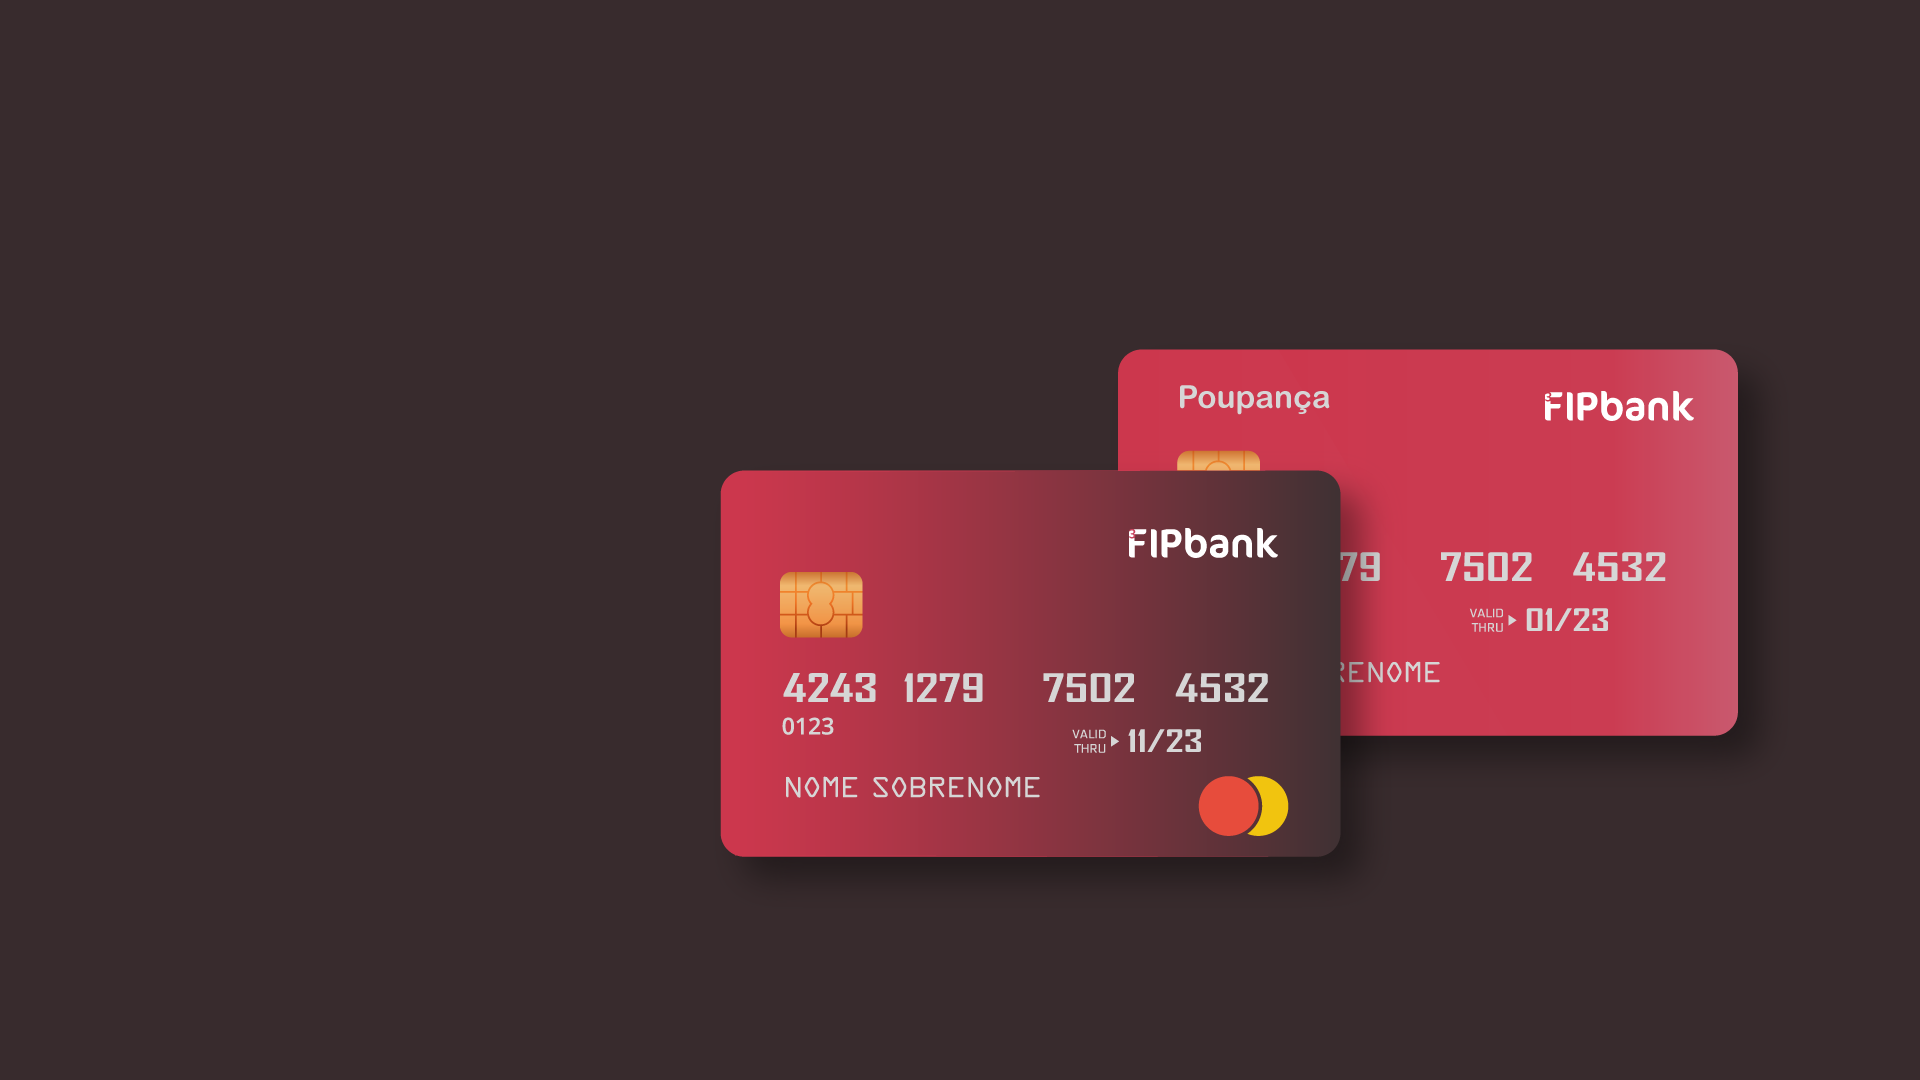 Poupança
FIPbank
79 7502 4532
VALID
THRU
01/23
RENOME
FIPbank
4243 1279 7502 4532
0123
VALID
THRU
11/23
NOME SOBRENOME